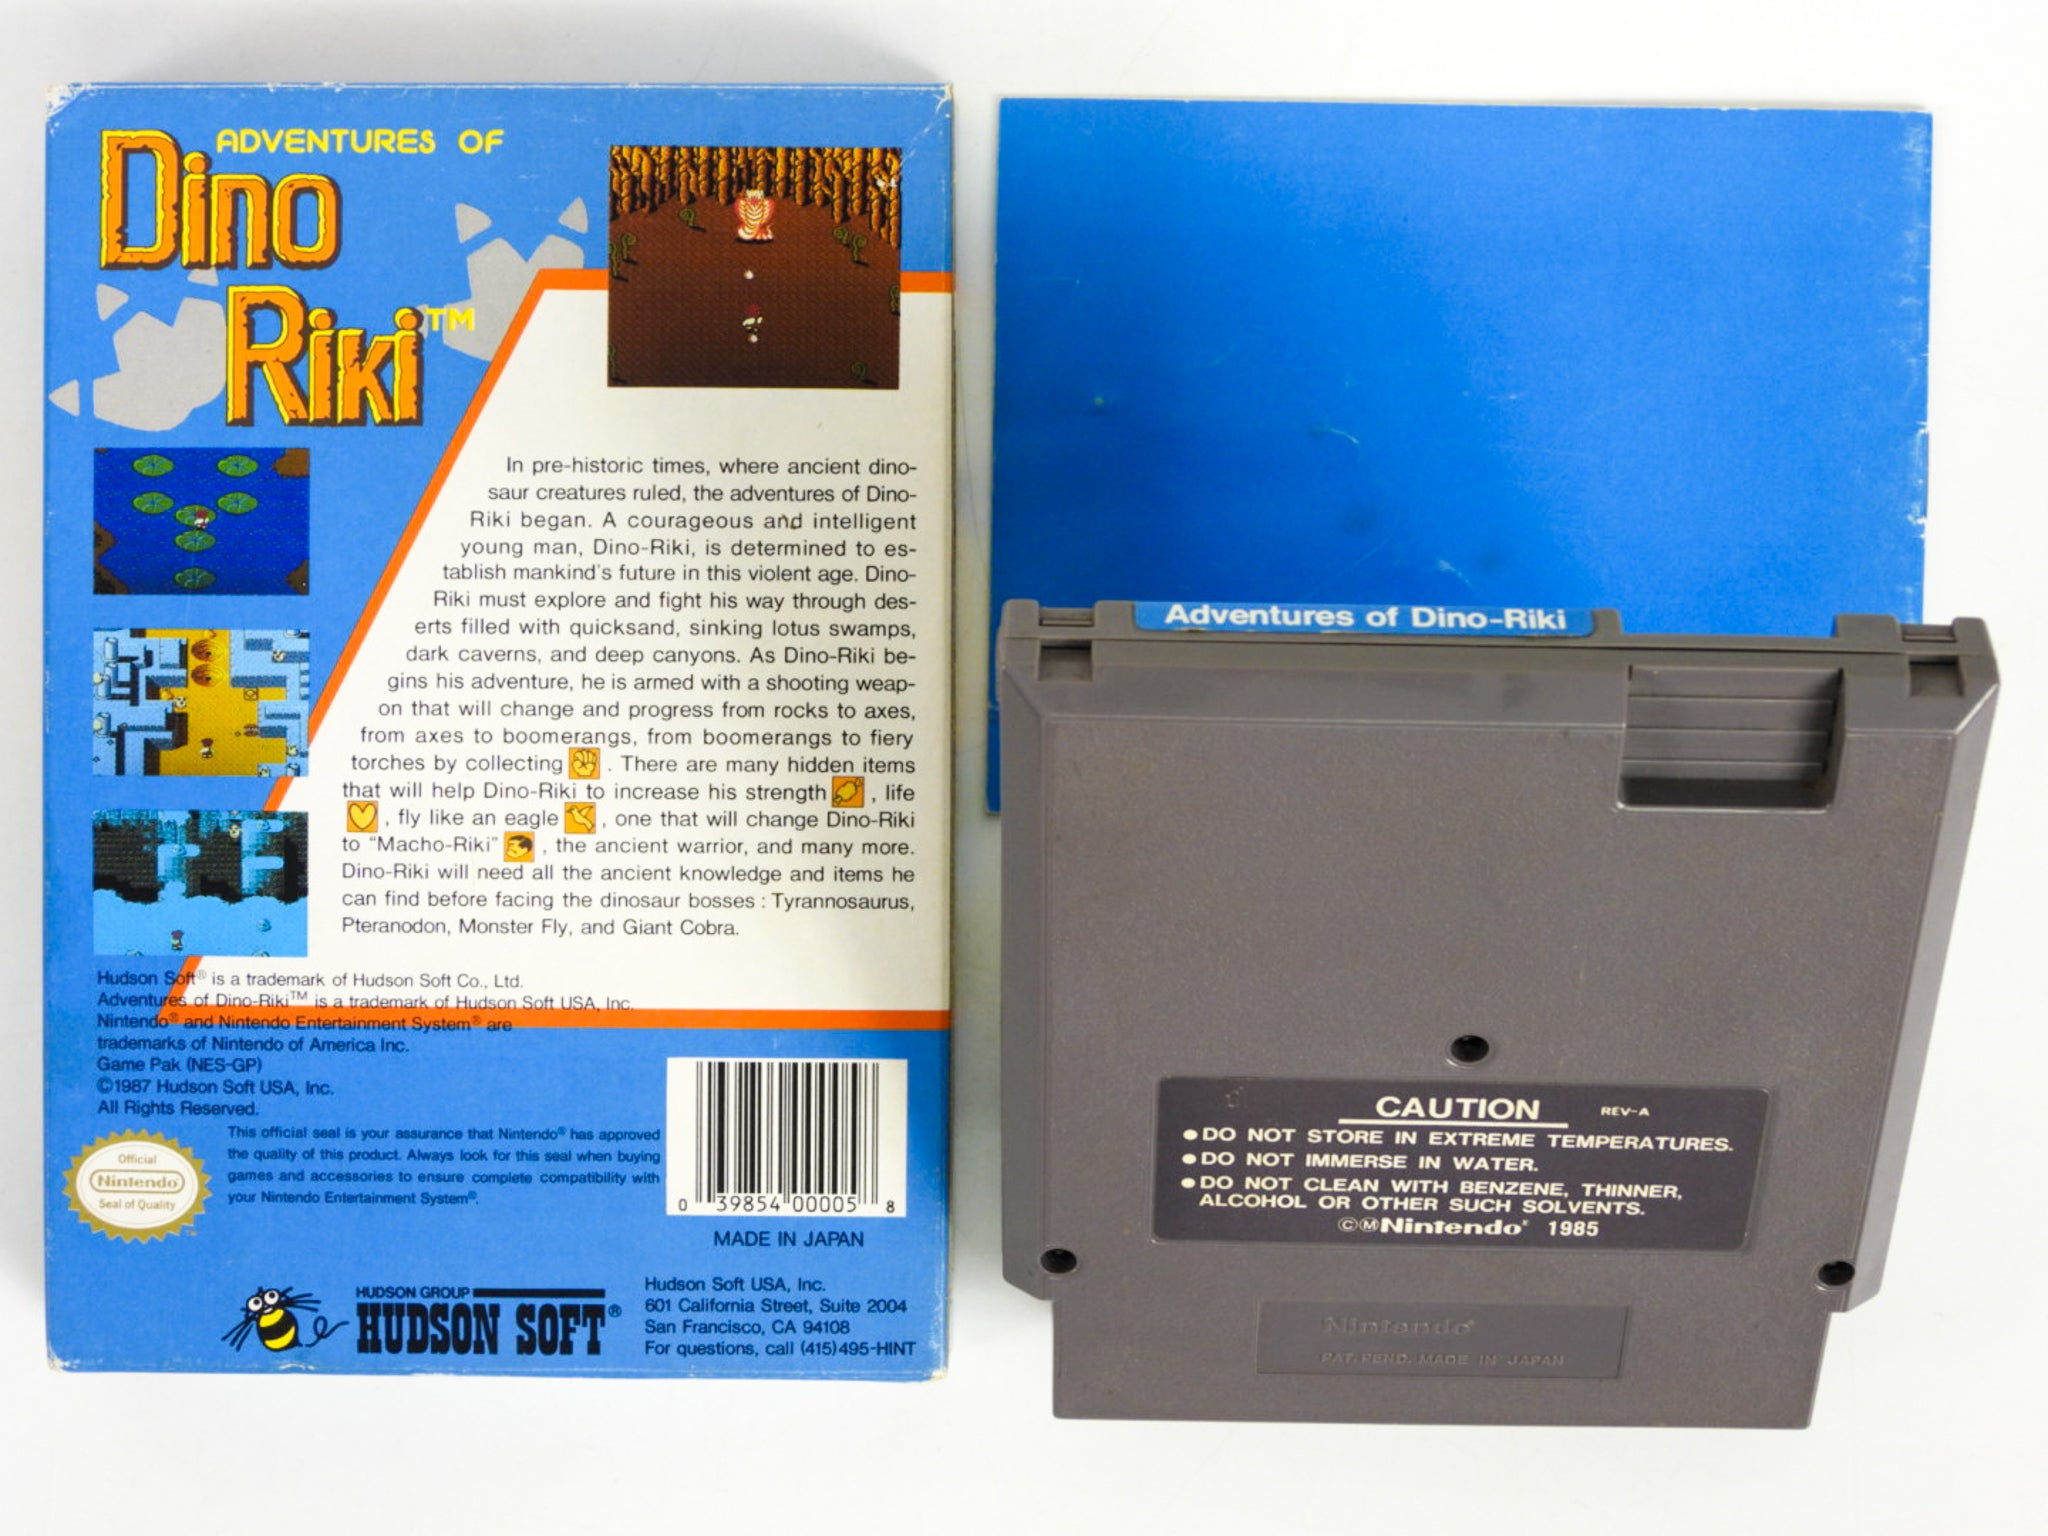 ADVENTURES OF
Dino
Riki™
In pre-historic times, where ancient dino-
saur creatures ruled, the adventures of Dino-
Riki began. A courageous and intelligent
young man, Dino-Riki, is determined to es-
tablish mankind's future in this violent age. Dino-
Riki must explore and fight his way through des-
erts filled with quicksand, sinking lotus swamps,
dark caverns, and deep canyons. As Dino-Riki be-
gins his adventure, he is armed with a shooting weap-
on that will change and progress from rocks to axes,
from axes to boomerangs, from boomerangs to fiery
torches by collecting . There are many hidden items
that will help Dino-Riki to increase his strength , life
, fly like an eagle , one that will change Dino-Riki
to “Macho-Riki” , the ancient warrior, and many more.
Dino-Riki will need all the ancient knowledge and items he
can find before facing the dinosaur bosses : Tyrannosaurus,
Pteranodon, Monster Fly, and Giant Cobra.
Hudson Soft® is a trademark of Hudson Soft Co., Ltd.
Adventures of Dino-Riki™ is a trademark of Hudson Soft USA, Inc.
Nintendo® and Nintendo Entertainment System® are
trademarks of Nintendo of America Inc.
Game Pak (NES-GP)
©1987 Hudson Soft USA, Inc.
All Rights Reserved.
Official
Nintendo
Seal of Quality
This official seal is your assurance that Nintendo® has approved
the quality of this product. Always look for this seal when buying
games and accessories to ensure complete compatibility with
your Nintendo Entertainment System®.
0 39854 00005 8
MADE IN JAPAN
HUDSON GROUP
HUDSON SOFT®
Hudson Soft USA, Inc.
601 California Street, Suite 2004
San Francisco, CA 94108
For questions, call (415) 495-HINT
Adventures of Dino-Riki
CAUTION REV-A
●DO NOT STORE IN EXTREME TEMPERATURES.
●DO NOT IMMERSE IN WATER.
●DO NOT CLEAN WITH BENZENE, THINNER,
ALCOHOL OR OTHER SUCH SOLVENTS.
©ⓂNintendo® 1985
Nintendo®
PAT. PEND. MADE IN JAPAN